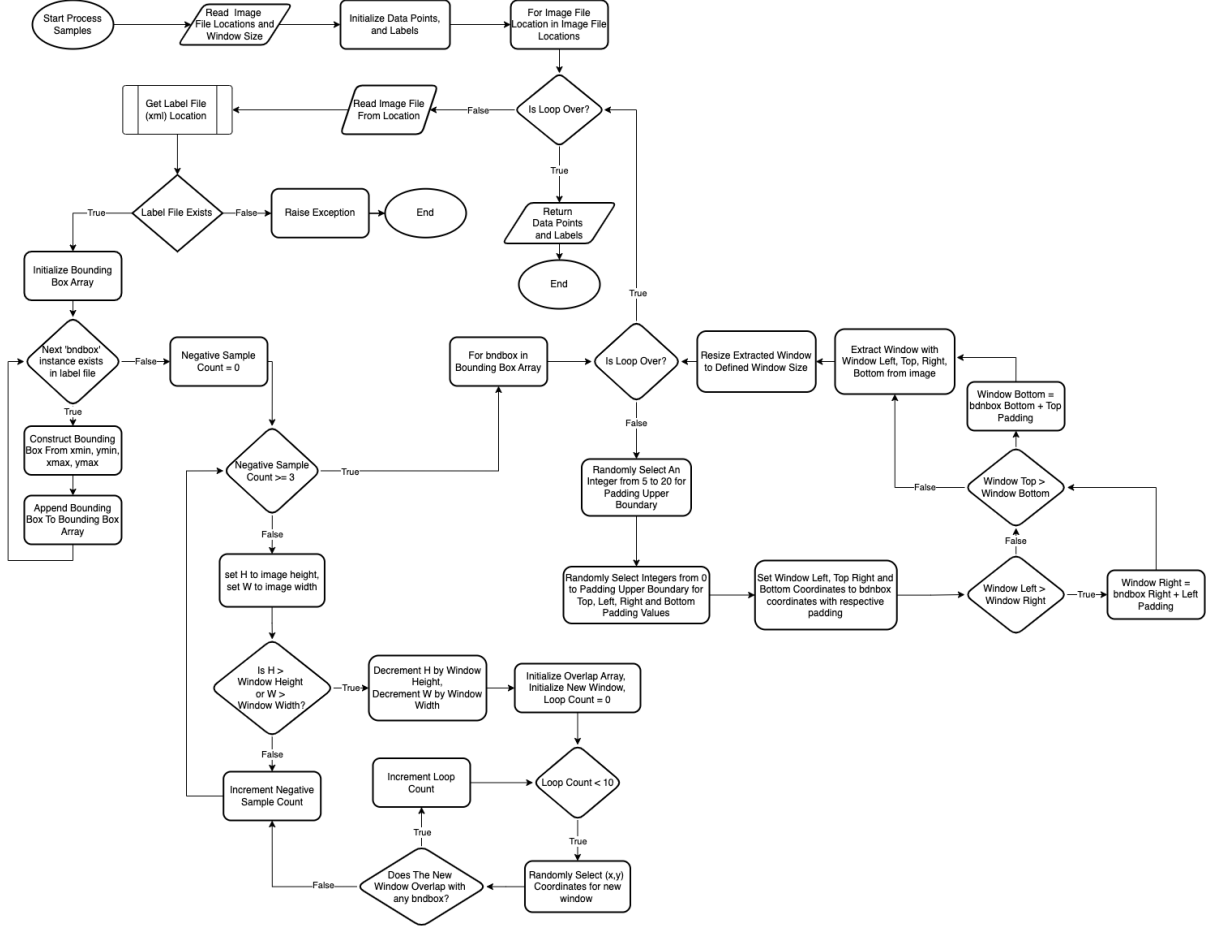 Start Process
Samples
Read Image
File Locations and
Window Size
Initialize Data Points,
and Labels
For Image File
Location in Image File
Locations
Get Label File
(xml) Location
Read Image File
From Location
False
Is Loop Over?
True
Return
Data Points
and Labels
End
True
Label File Exists
False
Raise Exception
End
Initialize Bounding
Box Array
Next 'bndbox'
instance exists
in label file
False
Negative Sample
Count = 0
True
Construct Bounding
Box From xmin, ymin,
xmax, ymax
Append Bounding
Box To Bounding Box
Array
Negative Sample
Count >= 3
True
False
For bndbox in
Bounding Box Array
True
Is Loop Over?
False
Resize Extracted Window
to Defined Window Size
Extract Window with
Window Left, Top, Right,
Bottom from image
Window Bottom =
bdnbox Bottom + Top
Padding
Randomly Select An
Integer from 5 to 20 for
Padding Upper
Boundary
False
Window Top >
Window Bottom
False
Randomly Select Integers from 0
to Padding Upper Boundary for
Top, Left, Right and Bottom
Padding Values
Set Window Left, Top Right and
Bottom Coordinates to bdnbox
coordinates with respective
padding
Window Left >
Window Right
True
Window Right =
bndbox Right + Left
Padding
set H to image height,
set W to image width
Is H >
Window Height
or W >
Window Width?
True
False
Decrement H by Window
Height,
Decrement W by Window
Width
Initialize Overlap Array,
Initialize New Window,
Loop Count = 0
Increment Negative
Sample Count
Increment Loop
Count
Loop Count < 10
True
True
False
Does The New
Window Overlap with
any bndbox?
Randomly Select (x,y)
Coordinates for new
window